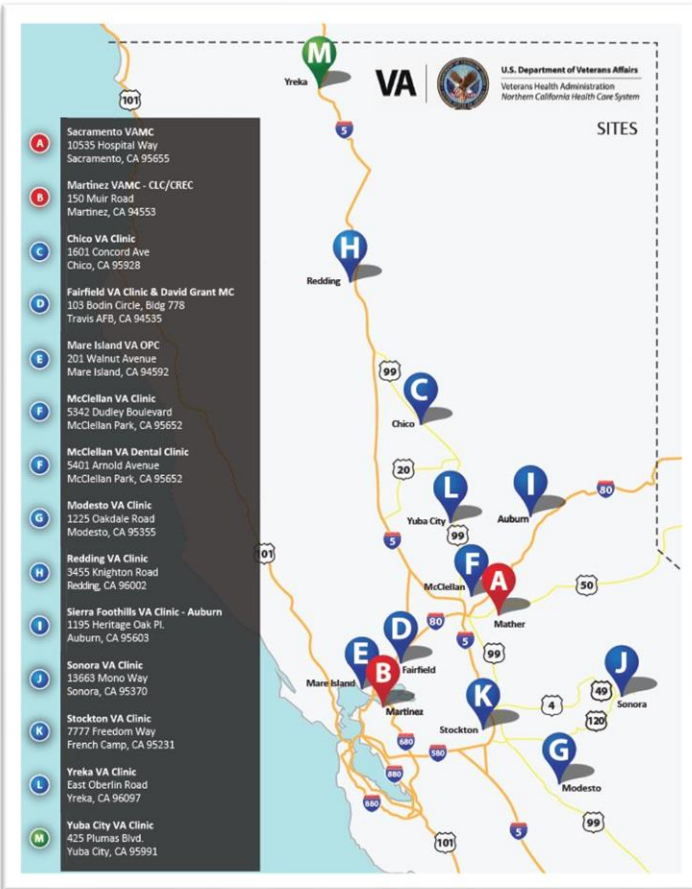 VA
U.S. Department of Veterans Affairs
Veterans Health Administration
Northern California Health Care System
SITES
A
Sacramento VAMC
10535 Hospital Way
Sacramento, CA 95655
B
Martinez VAMC - CLC/CREC
150 Muir Road
Martinez, CA 94553
C
Chico VA Clinic
1601 Concord Ave
Chico, CA 95928
D
Fairfield VA Clinic & David Grant MC
103 Bodin Circle, Bldg 778
Travis AFB, CA 94535
E
Mare Island VA OPC
201 Walnut Avenue
Mare Island, CA 94592
F
McClellan VA Clinic
5342 Dudley Boulevard
McClellan Park, CA 95652
F
McClellan VA Dental Clinic
5401 Arnold Avenue
McClellan Park, CA 95652
G
Modesto VA Clinic
1225 Oakdale Road
Modesto, CA 95355
H
Redding VA Clinic
3455 Knighton Road
Redding, CA 96002
I
Sierra Foothills VA Clinic - Auburn
1195 Heritage Oak Pl.
Auburn, CA 95603
J
Sonora VA Clinic
13663 Mono Way
Sonora, CA 95370
K
Stockton VA Clinic
7777 Freedom Way
French Camp, CA 95231
L
Yreka VA Clinic
East Oberlin Road
Yreka, CA 96097
M
Yuba City VA Clinic
425 Plumas Blvd.
Yuba City, CA 95991
M
Yreka
101
5
H
Redding
99
C
Chico
20
L
Yuba City
99
I
Auburn
80
5
101
F
McClellan
A
Mather
50
80
5
D
Fairfield
99
E
Mare Island
B
Martinez
J
Sonora
49
4
120
K
Stockton
680
580
G
Modesto
880
880
5
99
101